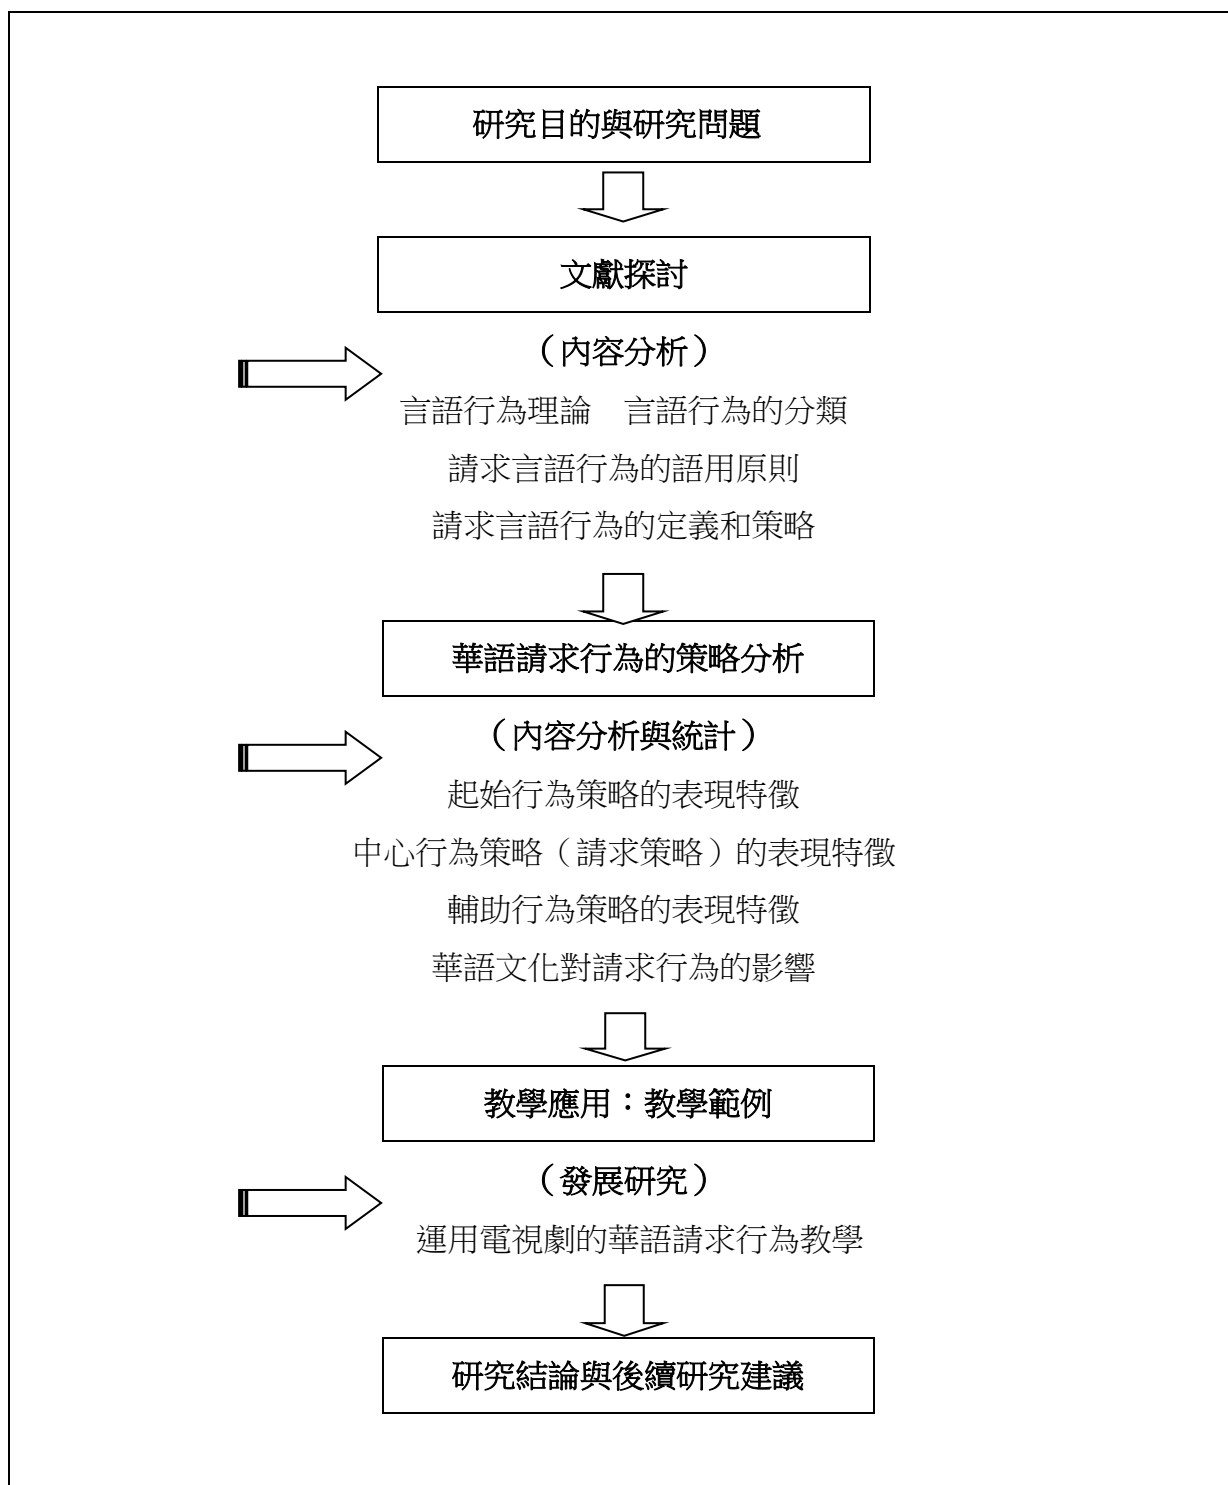 研究目的與研究問題
文獻探討
（內容分析）
言語行為理論　言語行為的分類
請求言語行為的語用原則
請求言語行為的定義和策略
華語請求行為的策略分析
（內容分析與統計）
起始行為策略的表現特徵
中心行為策略（請求策略）的表現特徵
輔助行為策略的表現特徵
華語文化對請求行為的影響
教學應用：教學範例
（發展研究）
運用電視劇的華語請求行為教學
研究結論與後續研究建議